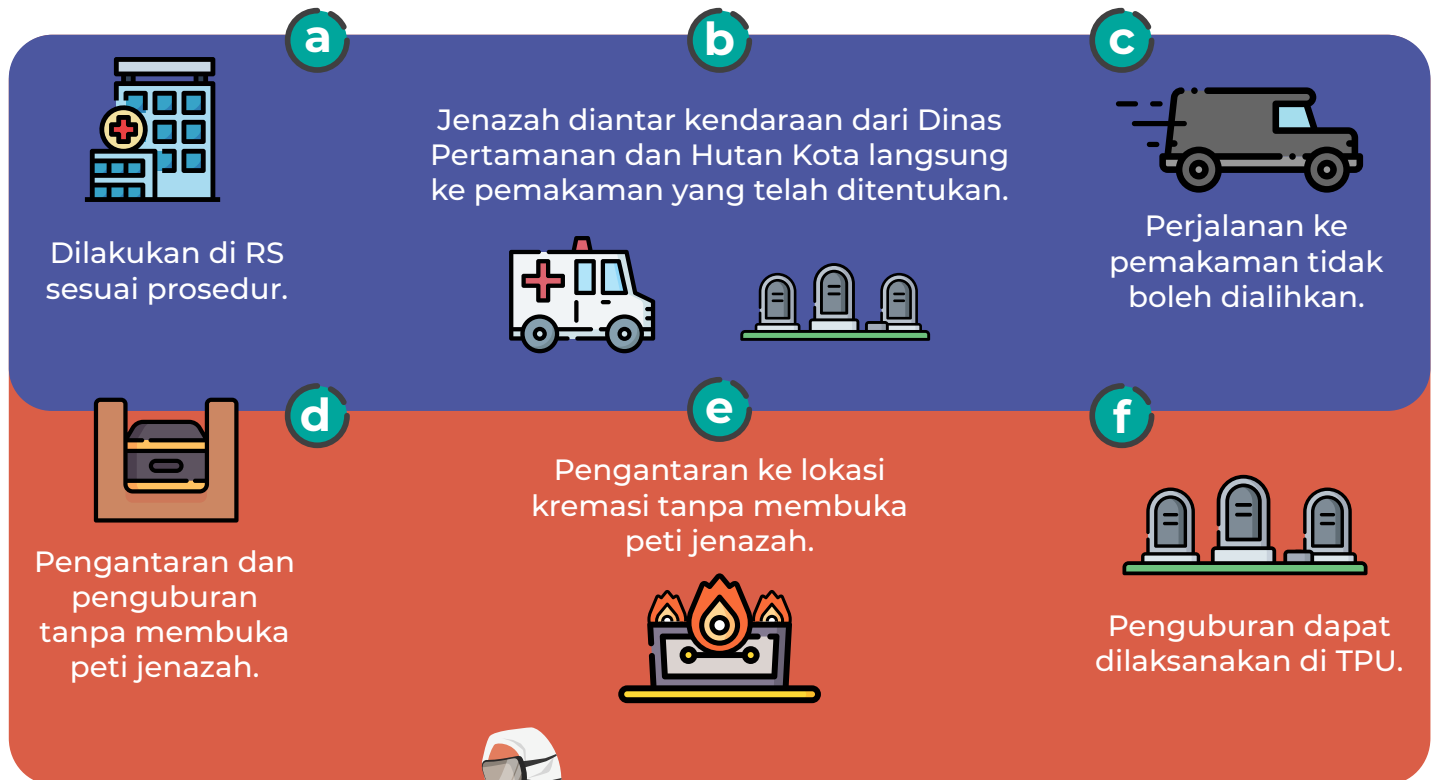 a
Dilakukan di RS
sesuai prosedur.
b
Jenazah diantar kendaraan dari Dinas
Pertamanan dan Hutan Kota langsung
ke pemakaman yang telah ditentukan.
c
Perjalanan ke
pemakaman tidak
boleh dialihkan.
d
Pengantaran dan
penguburan
tanpa membuka
peti jenazah.
e
Pengantaran ke lokasi
kremasi tanpa membuka
peti jenazah.
f
Penguburan dapat
dilaksanakan di TPU.